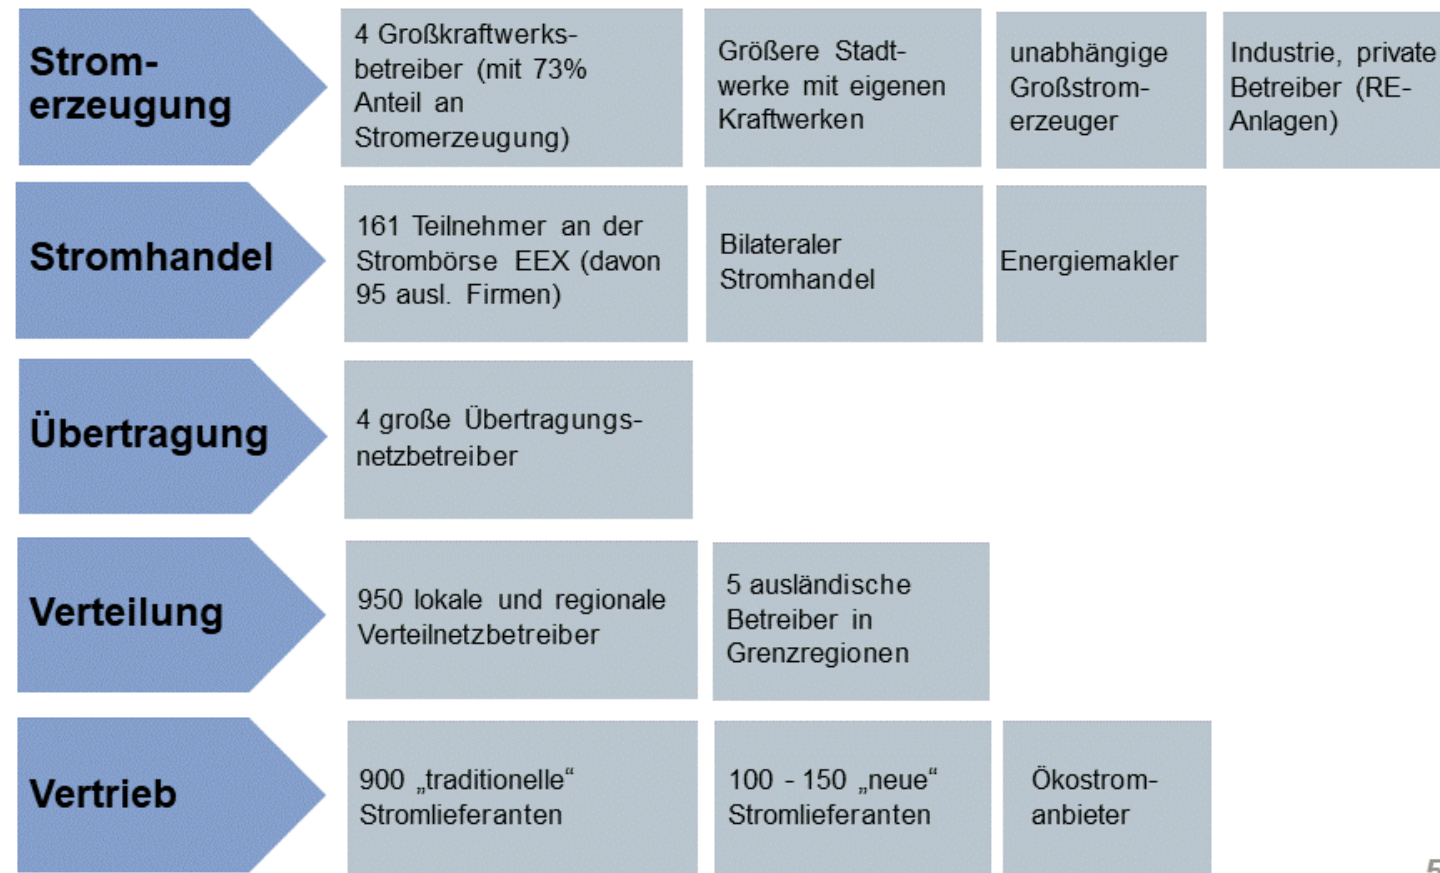 Strom-
erzeugung
4 Großkraftwerks-
betreiber (mit 73%
Anteil an
Stromerzeugung)
Größere Stadt-
werke mit eigenen
Kraftwerken
unabhängige
Großstrom-
erzeuger
Industrie, private
Betreiber (RE-
Anlagen)
Stromhandel
161 Teilnehmer an der
Strombörse EEX (davon
95 ausl. Firmen)
Bilateraler
Stromhandel
Energiemakler
Übertragung
4 große Übertragungs-
netzbetreiber
Verteilung
950 lokale und regionale
Verteilnetzbetreiber
5 ausländische
Betreiber in
Grenzregionen
Vertrieb
900 „traditionelle“
Stromlieferanten
100 - 150 „neue“
Stromlieferanten
Ökostrom-
anbieter